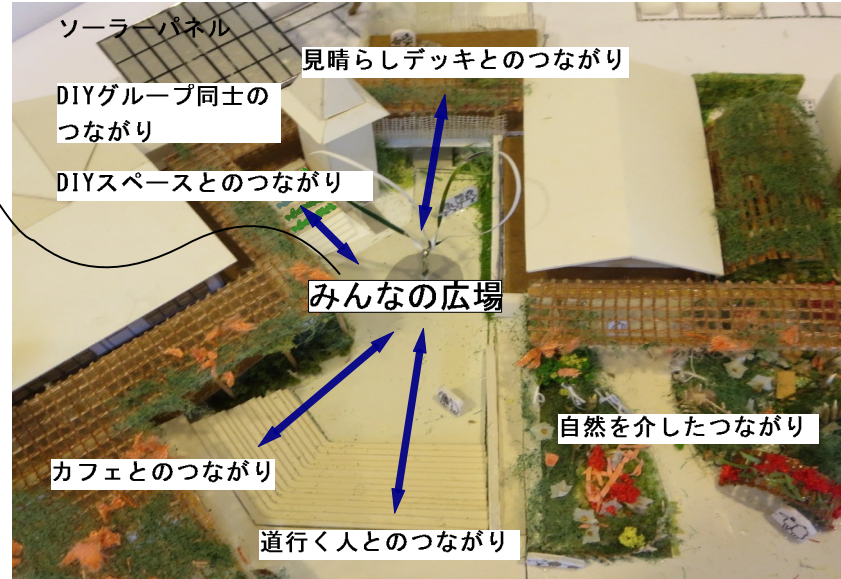 ソーラーパネル
見晴らしデッキとのつながり
DIYグループ同士の
つながり
DIYスペースとのつながり
みんなの広場
自然を介したつながり
カフェとのつながり
道行く人とのつながり